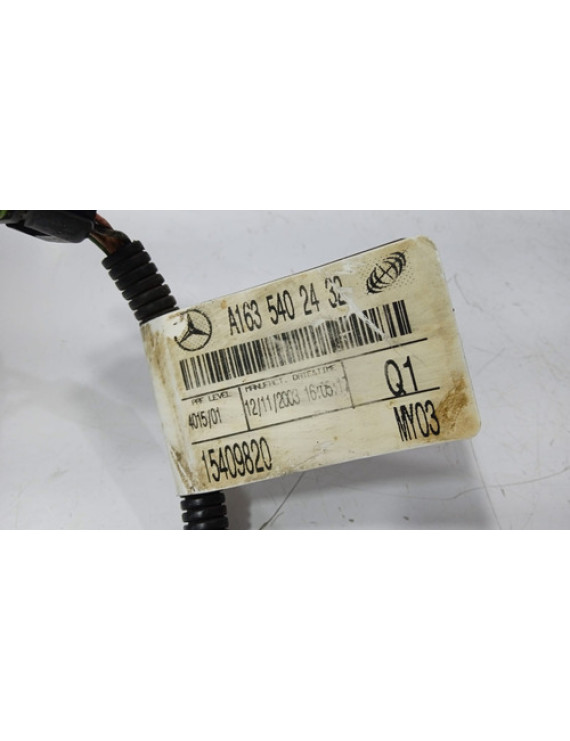 A163 540 24 32
PRF LEVEL
4015/01
MANUFACT. DATE&TIME
12/11/2003 16:05:17
Q1
15409820
MY03